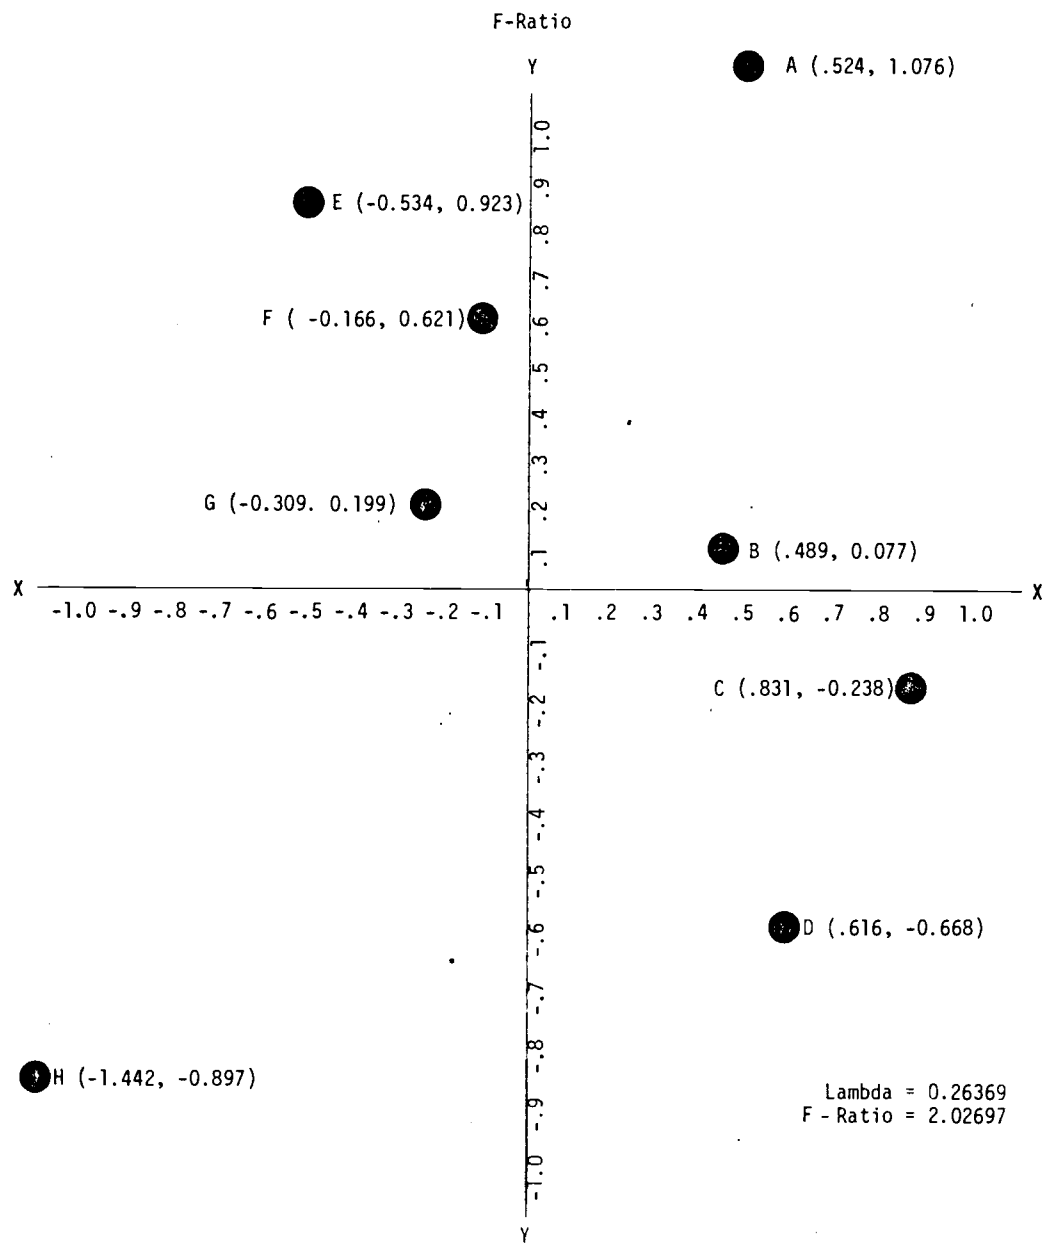 F-Ratio
Y
A (.524, 1.076)
1.0
.9
E (-0.534, 0.923)
.8
.7
F ( -0.166, 0.621)
.6
.5
.4
.3
G (-0.309. 0.199)
.2
B (.489, 0.077)
.1
X X
-1.0 -.9 -.8 -.7 -.6 -.5 -.4 -.3 -.2 -.1 .1 .2 .3 .4 .5 .6 .7 .8 .9 1.0
-.1
C (.831, -0.238)
-.2
-.3
-.4
-.5
D (.616, -0.668)
-.6
-.7
-.8
H (-1.442, -0.897)
Lambda = 0.26369
-.9
F - Ratio = 2.02697
-1.0
Y